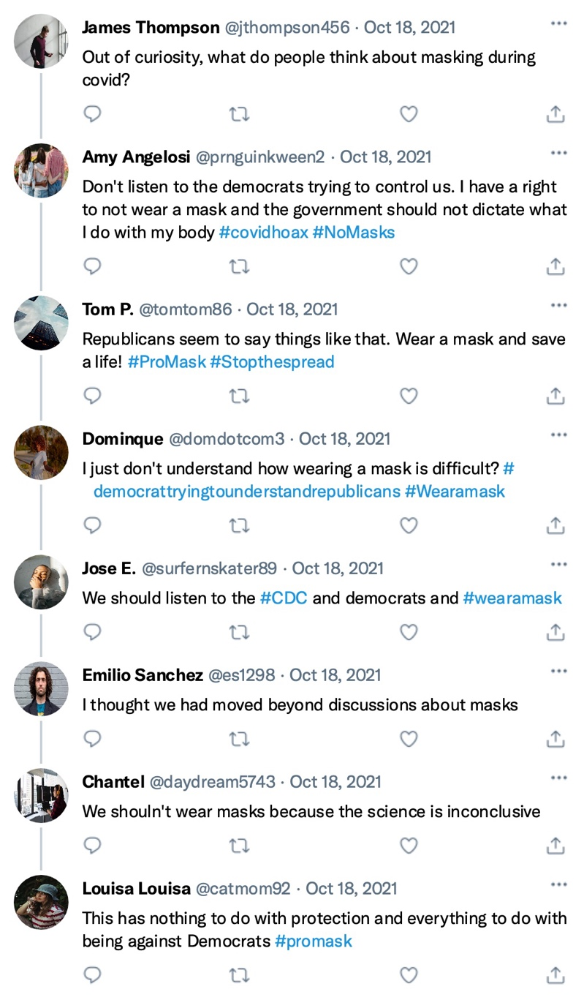 James Thompson @jthompson456 · Oct 18, 2021
Out of curiosity, what do people think about masking during
covid?
Amy Angelosi @prnguinkween2 · Oct 18, 2021
Don't listen to the democrats trying to control us. I have a right
to not wear a mask and the government should not dictate what
I do with my body #covidhoax #NoMasks
Tom P. @tomtom86 · Oct 18, 2021
Republicans seem to say things like that. Wear a mask and save
a life! #ProMask #Stopthespread
Dominque @domdotcom3 · Oct 18, 2021
I just don't understand how wearing a mask is difficult? #
democrattryingtounderstandrepublicans #Wearamask
Jose E. @surfernskater89 · Oct 18, 2021
We should listen to the #CDC and democrats and #wearamask
Emilio Sanchez @es1298 · Oct 18, 2021
I thought we had moved beyond discussions about masks
Chantel @daydream5743 · Oct 18, 2021
We shouln't wear masks because the science is inconclusive
Louisa Louisa @catmom92 · Oct 18, 2021
This has nothing to do with protection and everything to do with
being against Democrats #promask